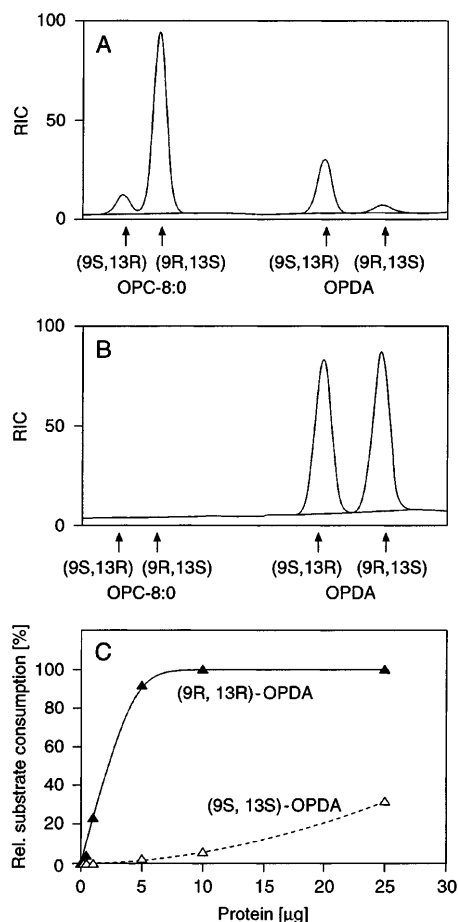 A
100
50
0
RIC
(9S,13R) (9R,13S) (9S,13R) (9R,13S)
OPC-8:0 OPDA
B
100
50
0
RIC
(9S,13R) (9R,13S) (9S,13R) (9R,13S)
OPC-8:0 OPDA
C
100
80
60
40
20
0
Rel. substrate consumption [%]
(9R, 13R)-OPDA
(9S, 13S)-OPDA
0 5 10 15 20 25 30
Protein [µg]